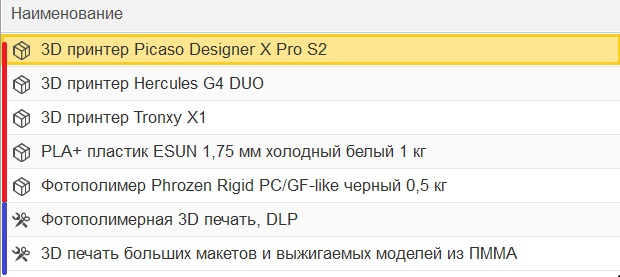 Наименование
3D принтер Picaso Designer X Pro S2
3D принтер Hercules G4 DUO
3D принтер Tronxy X1
PLA+ пластик ESUN 1,75 мм холодный белый 1 кг
Фотополимер Phrozen Rigid PC/GF-like черный 0,5 кг
Фотополимерная 3D печать, DLP
3D печать больших макетов и выжигаемых моделей из ПММА